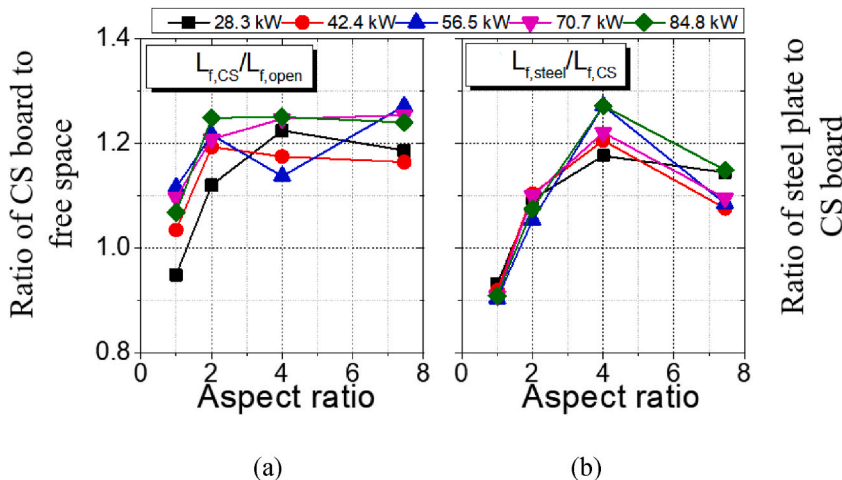 28.3 kW 42.4 kW 56.5 kW 70.7 kW 84.8 kW
Ratio of CS board to
free space
1.4
1.2
1.0
0.8
L_f,CS/L_f,open
0 2 4 6 8
Aspect ratio
(a)
L_f,steel/L_f,CS
0 2 4 6 8
Aspect ratio
(b)
Ratio of steel plate to
CS board